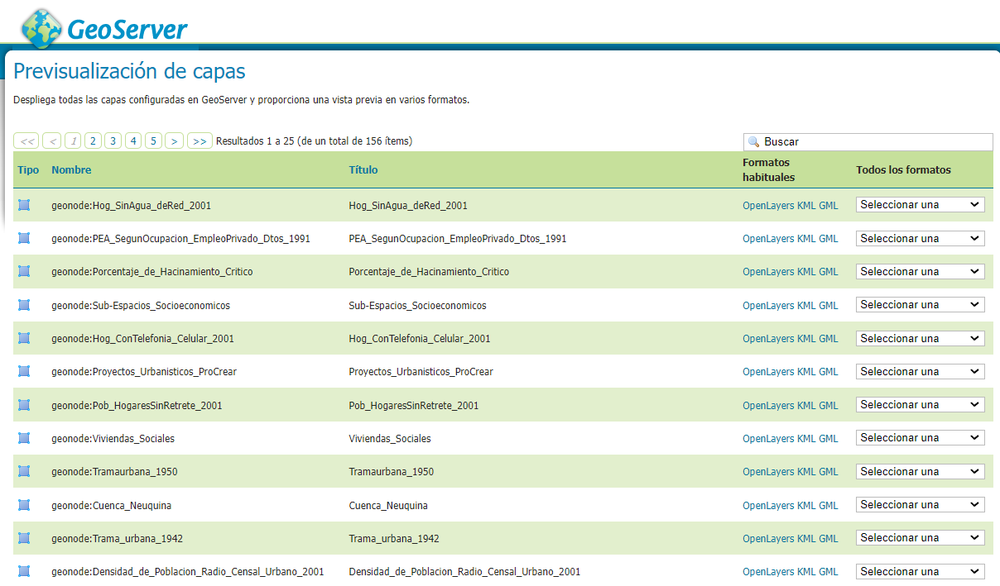 GeoServer
Previsualización de capas
Despliega todas las capas configuradas en GeoServer y proporciona una vista previa en varios formatos.
<< < 1 2 3 4 5 > >> Resultados 1 a 25 (de un total de 156 ítems) Buscar
Tipo Nombre Título Formatos habituales Todos los formatos
geonode:Hog_SinAgua_deRed_2001 Hog_SinAgua_deRed_2001 OpenLayers KML GML Seleccionar una
geonode:PEA_SegunOcupacion_EmpleoPrivado_Dtos_1991 PEA_SegunOcupacion_EmpleoPrivado_Dtos_1991 OpenLayers KML GML Seleccionar una
geonode:Porcentaje_de_Hacinamiento_Critico Porcentaje_de_Hacinamiento_Critico OpenLayers KML GML Seleccionar una
geonode:Sub-Espacios_Socioeconomicos Sub-Espacios_Socioeconomicos OpenLayers KML GML Seleccionar una
geonode:Hog_ConTelefonia_Celular_2001 Hog_ConTelefonia_Celular_2001 OpenLayers KML GML Seleccionar una
geonode:Proyectos_Urbanisticos_ProCrear Proyectos_Urbanisticos_ProCrear OpenLayers KML GML Seleccionar una
geonode:Pob_HogaresSinRetrete_2001 Pob_HogaresSinRetrete_2001 OpenLayers KML GML Seleccionar una
geonode:Viviendas_Sociales Viviendas_Sociales OpenLayers KML GML Seleccionar una
geonode:Tramaurbana_1950 Tramaurbana_1950 OpenLayers KML GML Seleccionar una
geonode:Cuenca_Neuquina Cuenca_Neuquina OpenLayers KML GML Seleccionar una
geonode:Trama_urbana_1942 Trama_urbana_1942 OpenLayers KML GML Seleccionar una
geonode:Densidad_de_Poblacion_Radio_Censal_Urbano_2001 Densidad_de_Poblacion_Radio_Censal_Urbano_2001 OpenLayers KML GML Seleccionar una